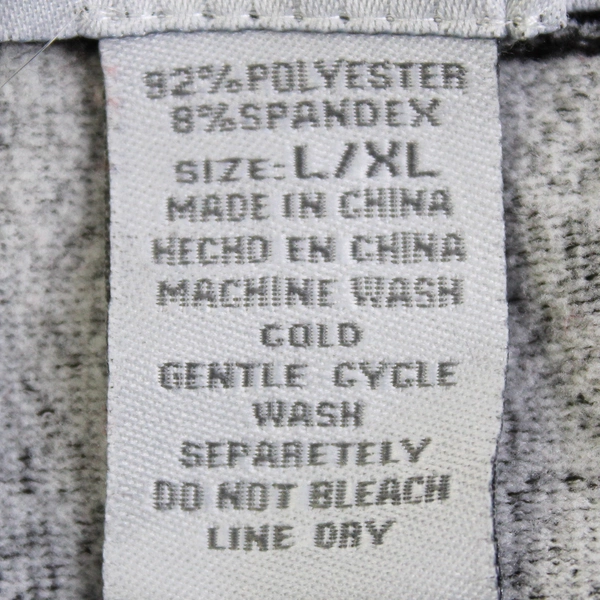 92%POLYESTER
8%SPANDEX
SIZE:L/XL
MADE IN CHINA
HECHO EN CHINA
MACHINE WASH
COLD
GENTLE CYCLE
WASH
SEPARETELY
DO NOT BLEACH
LINE DRY